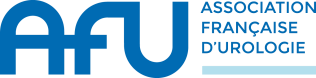 AFU
ASSOCIATION
FRANÇAISE
D'UROLOGIE